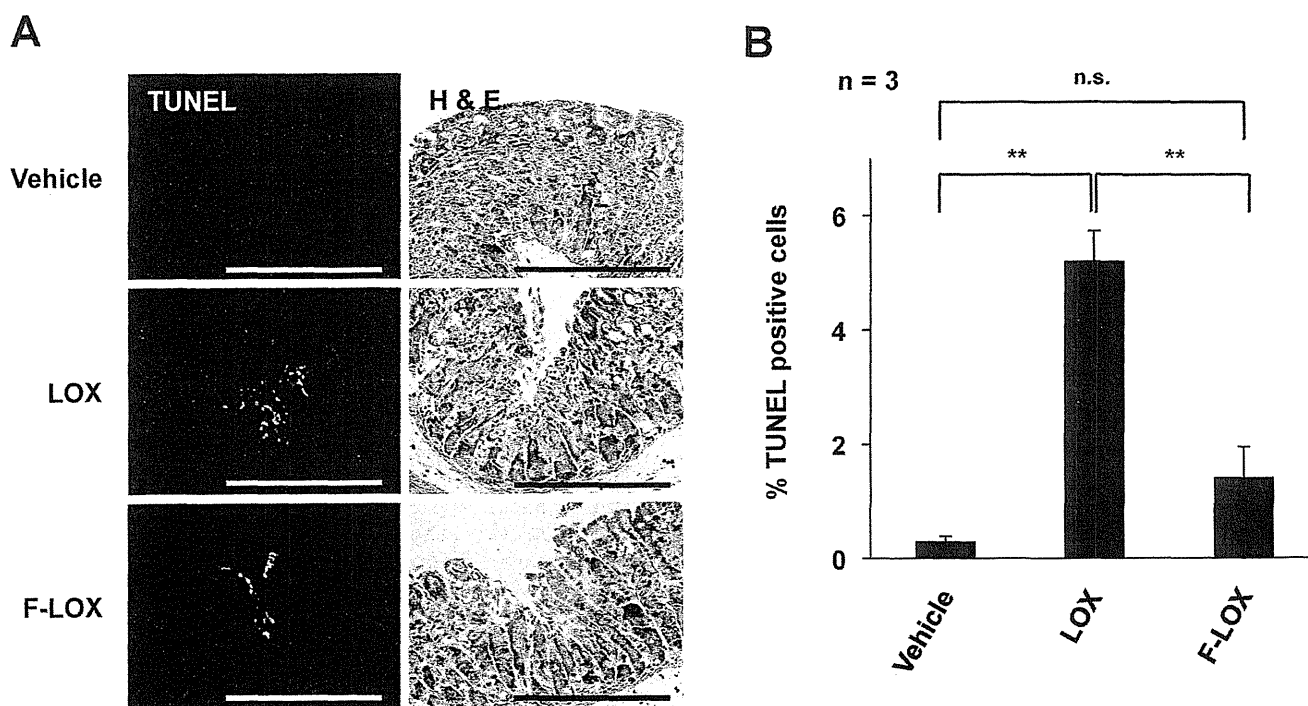 A
TUNEL
H & E
Vehicle
LOX
F-LOX
B
n = 3
n.s.
**
**
% TUNEL positive cells
6
4
2
0
Vehicle
LOX
F-LOX